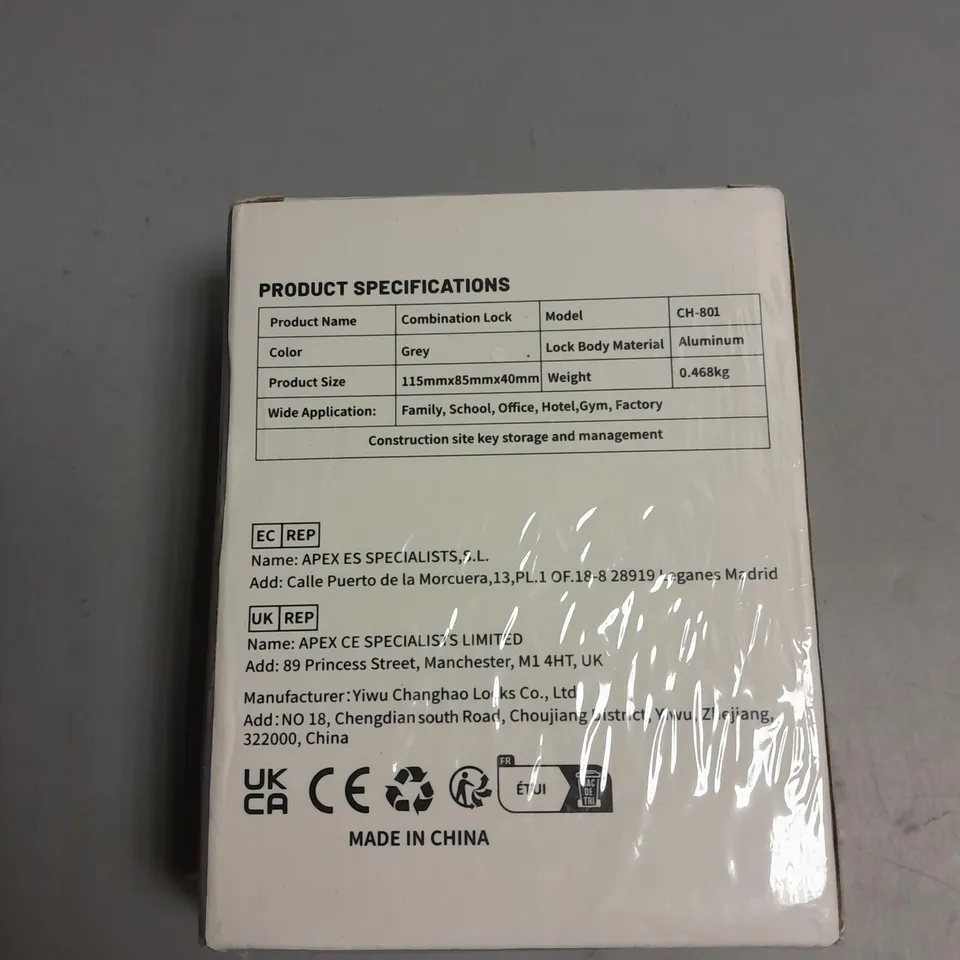 PRODUCT SPECIFICATIONS
Product Name Combination Lock Model CH-801
Color Grey Lock Body Material Aluminum
Product Size 115mmx85mmx40mm Weight 0.468kg
Wide Application: Family, School, Office, Hotel,Gym, Factory
Construction site key storage and management
EC REP
Name: APEX ES SPECIALISTS,S.L.
Add: Calle Puerto de la Morcuera,13,PL.1 OF.18-8 28919 Leganes Madrid
UK REP
Name: APEX CE SPECIALISTS LIMITED
Add: 89 Princess Street, Manchester, M1 4HT, UK
Manufacturer:Yiwu Changhao Locks Co., Ltd
Add:NO 18, Chengdian south Road, Choujiang District, Yiwu, Zhejiang,
322000, China
UK
CA
CE
FR
ÉTUI
BAC
DE
TRI
MADE IN CHINA